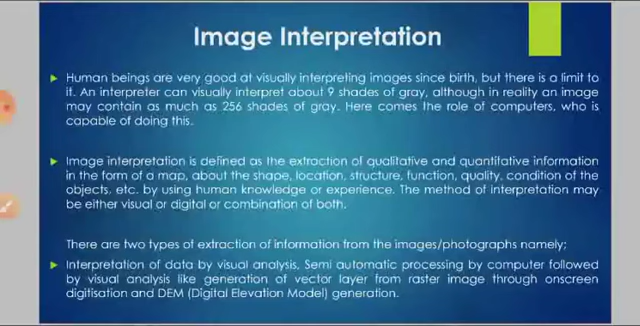 Image Interpretation
Human beings are very good at visually interpreting images since birth, but there is a limit to
it. An interpreter can visually interpret about 9 shades of gray, although in reality an image
may contain as much as 256 shades of gray. Here comes the role of computers, who is
capable of doing this.
Image interpretation is defined as the extraction of qualitative and quantitative information
in the form of a map, about the shape, location, structure, function, quality, condition of the
objects, etc. by using human knowledge or experience. The method of interpretation may
be either visual or digital or combination of both.
There are two types of extraction of information from the images/photographs namely;
Interpretation of data by visual analysis, Semi automatic processing by computer followed
by visual analysis like generation of vector layer from raster image through onscreen
digitisation and DEM (Digital Elevation Model) generation.